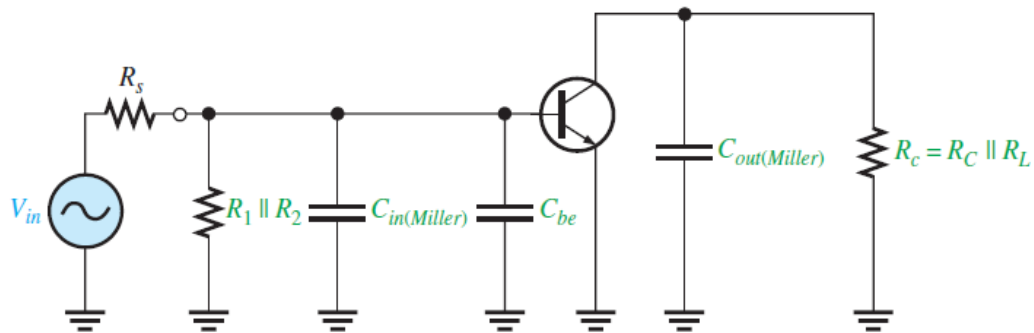 R_s
V_in
R_1 || R_2
C_in(Miller)
C_be
C_out(Miller)
R_c = R_C || R_L